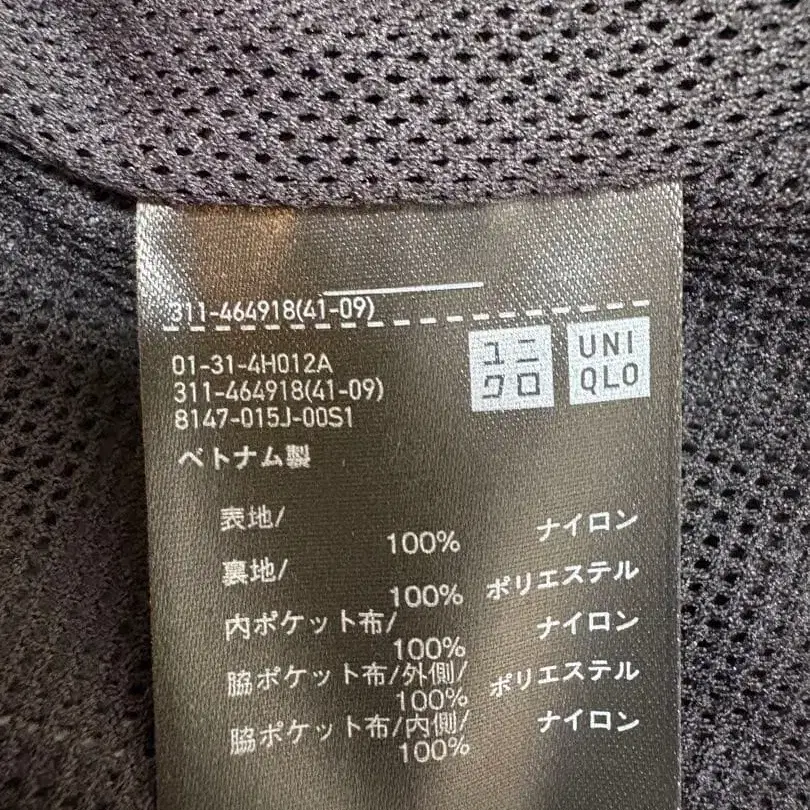 311-464918(41-09)
01-31-4H012A
311-464918(41-09)
8147-015J-00S1
ユニ
クロ
UNI
QLO
ベトナム製
表地/
ナイロン
100%
裏地/
ポリエステル
100%
内ポケット布/
ナイロン
100%
脇ポケット布/外側/
ポリエステル
100%
脇ポケット布/内側/
ナイロン
100%